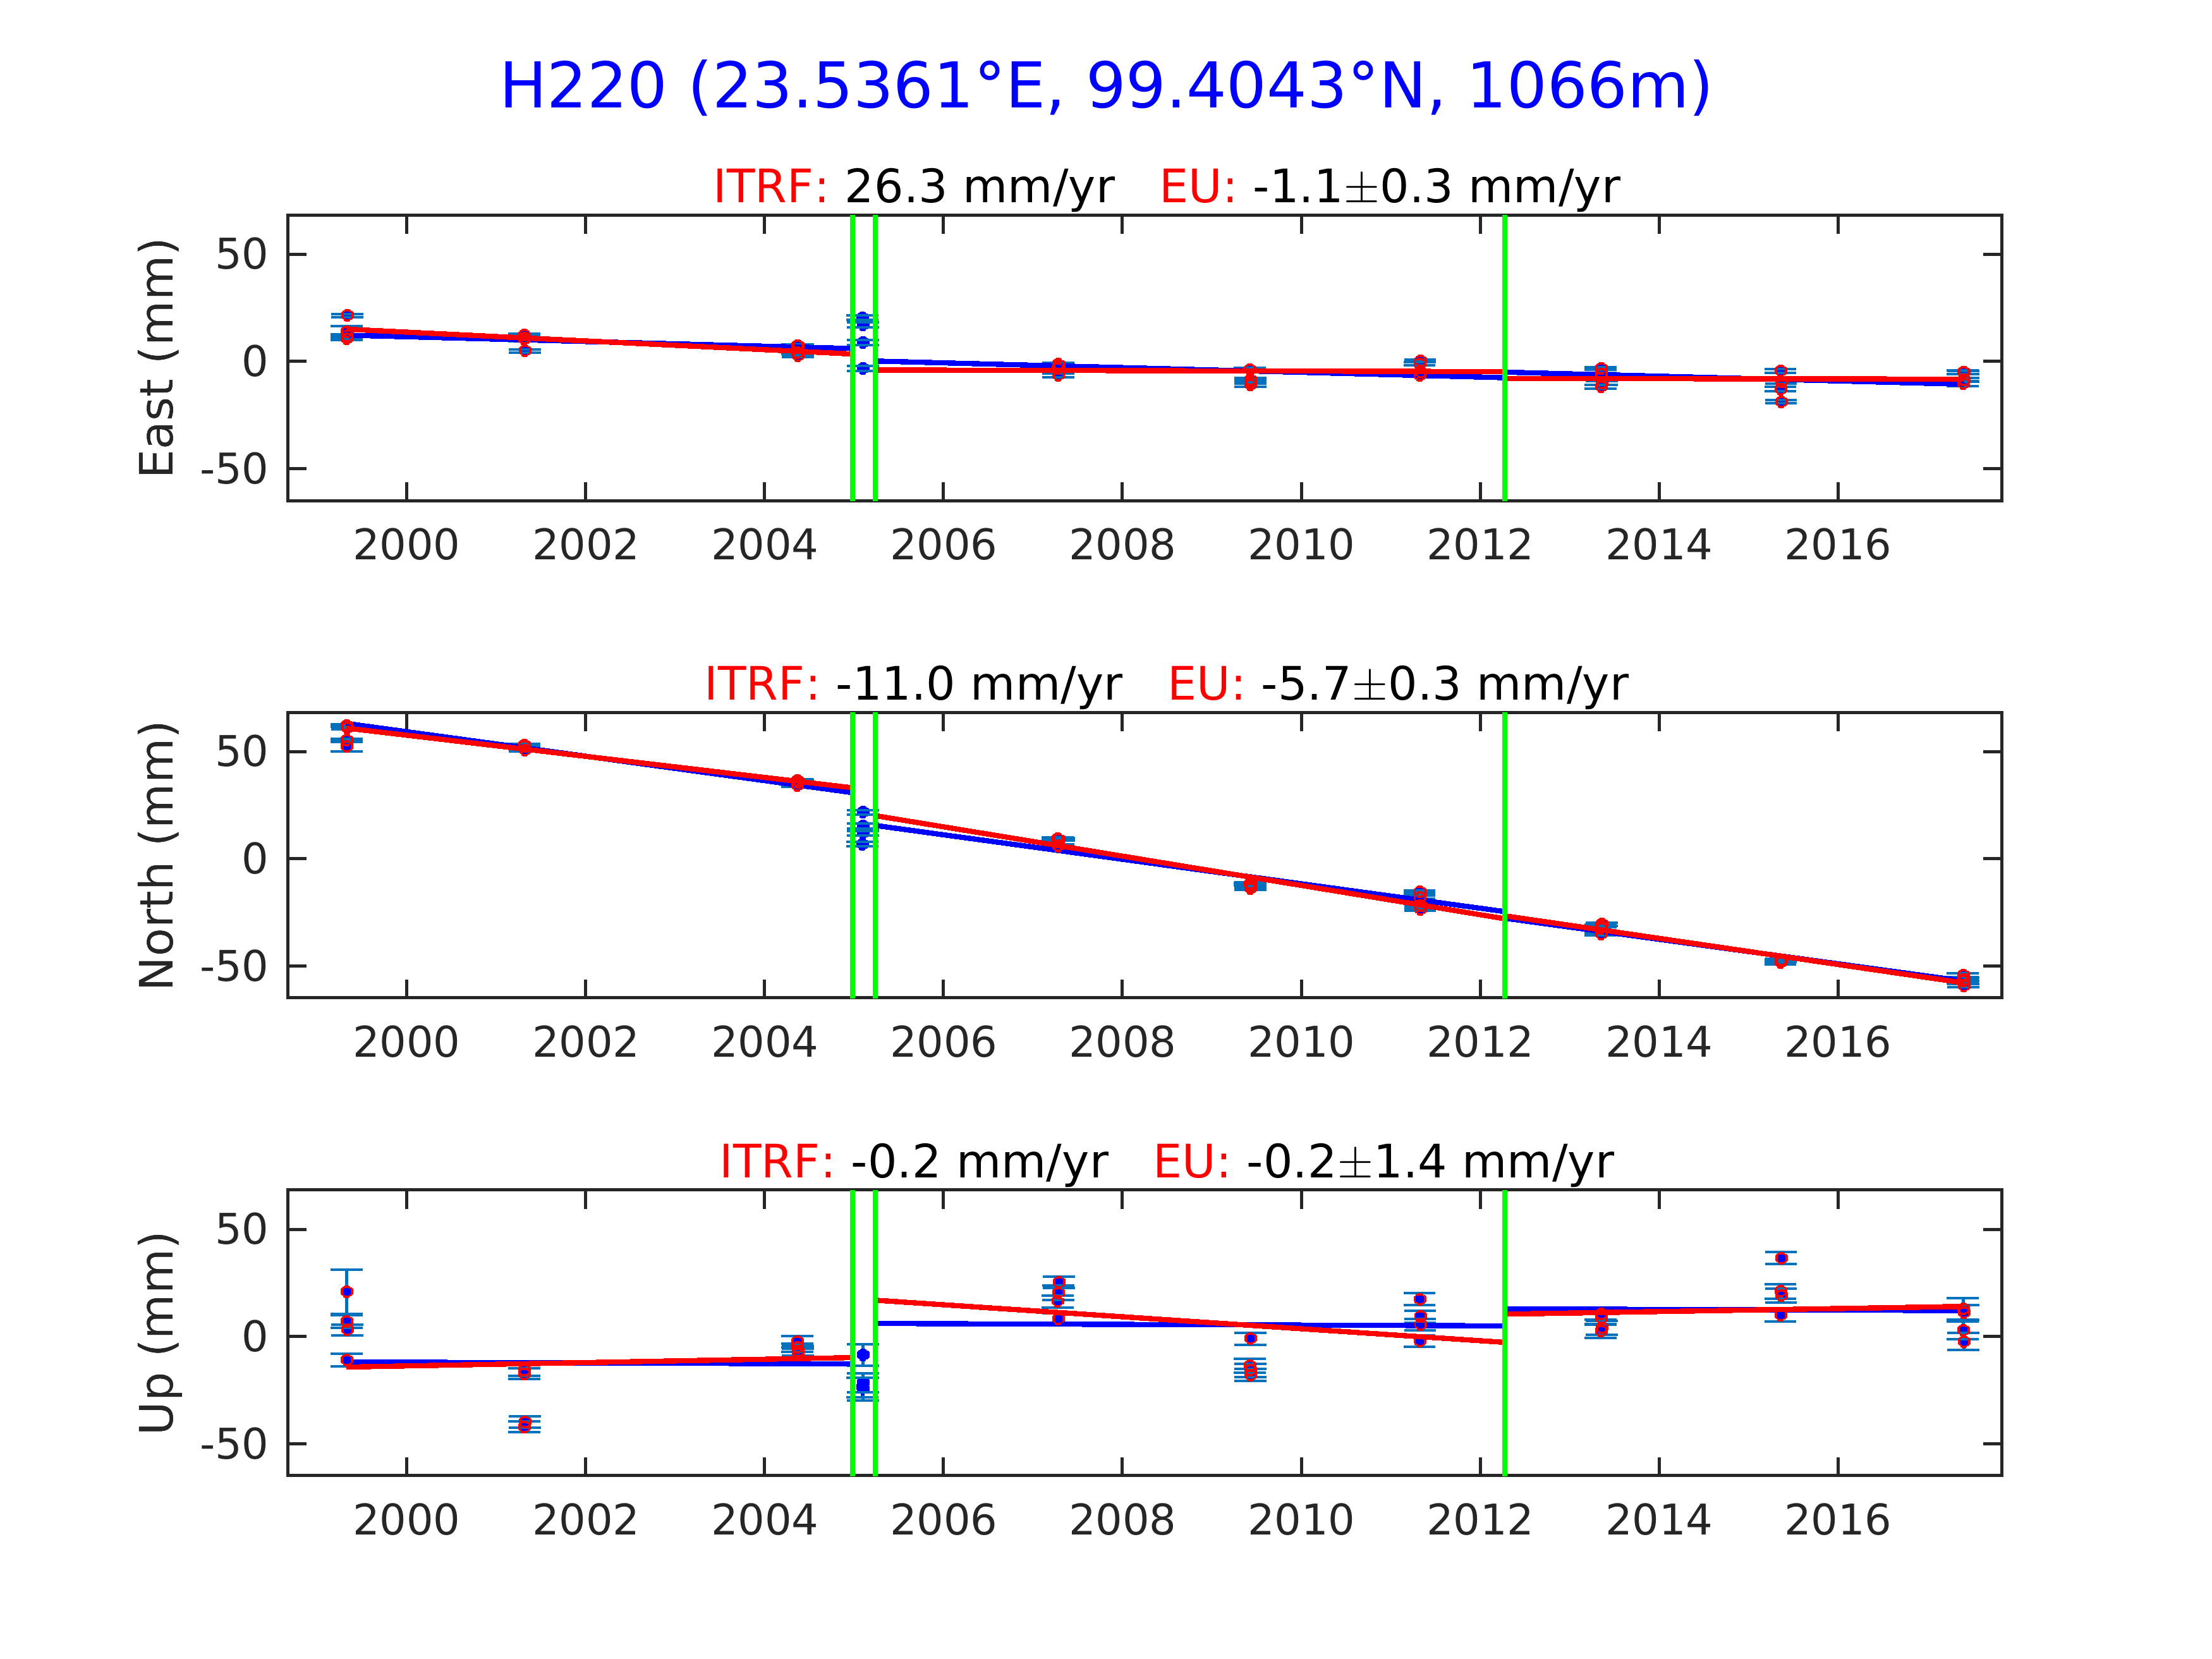 H220 (23.5361°E, 99.4043°N, 1066m)
ITRF: 26.3 mm/yr EU: -1.1±0.3 mm/yr
East (mm)
50
0
-50
2000 2002 2004 2006 2008 2010 2012 2014 2016
ITRF: -11.0 mm/yr EU: -5.7±0.3 mm/yr
North (mm)
50
0
-50
2000 2002 2004 2006 2008 2010 2012 2014 2016
ITRF: -0.2 mm/yr EU: -0.2±1.4 mm/yr
Up (mm)
50
0
-50
2000 2002 2004 2006 2008 2010 2012 2014 2016